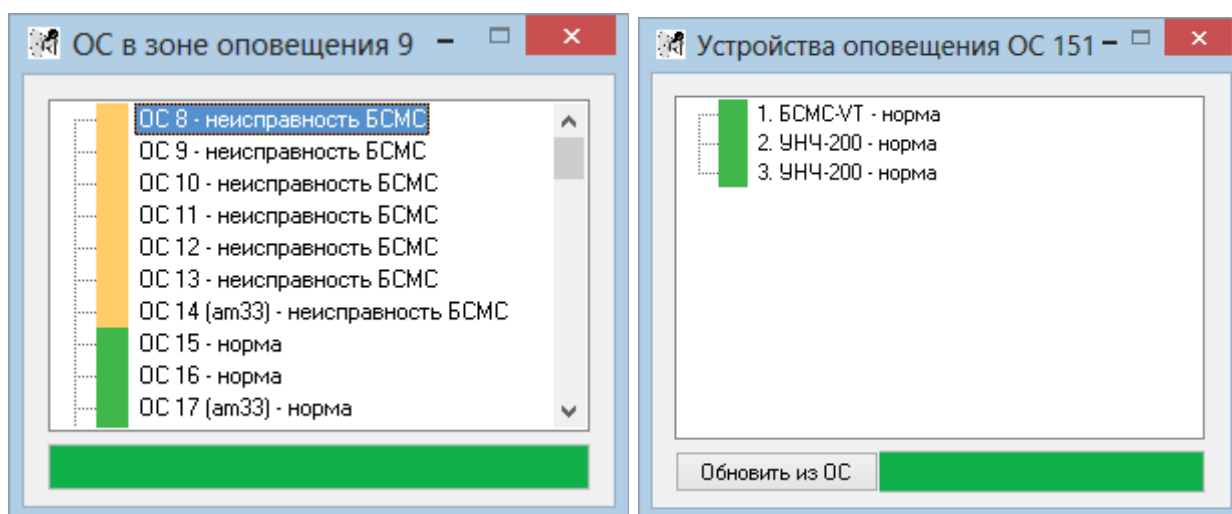 ОС в зоне оповещения 9
ОС 8 - неисправность БСМС
ОС 9 - неисправность БСМС
ОС 10 - неисправность БСМС
ОС 11 - неисправность БСМС
ОС 12 - неисправность БСМС
ОС 13 - неисправность БСМС
ОС 14 (am33) - неисправность БСМС
ОС 15 - норма
ОС 16 - норма
ОС 17 (am33) - норма
Устройства оповещения ОС 151
1. БСМС-VT - норма
2. УНЧ-200 - норма
3. УНЧ-200 - норма
Обновить из ОС